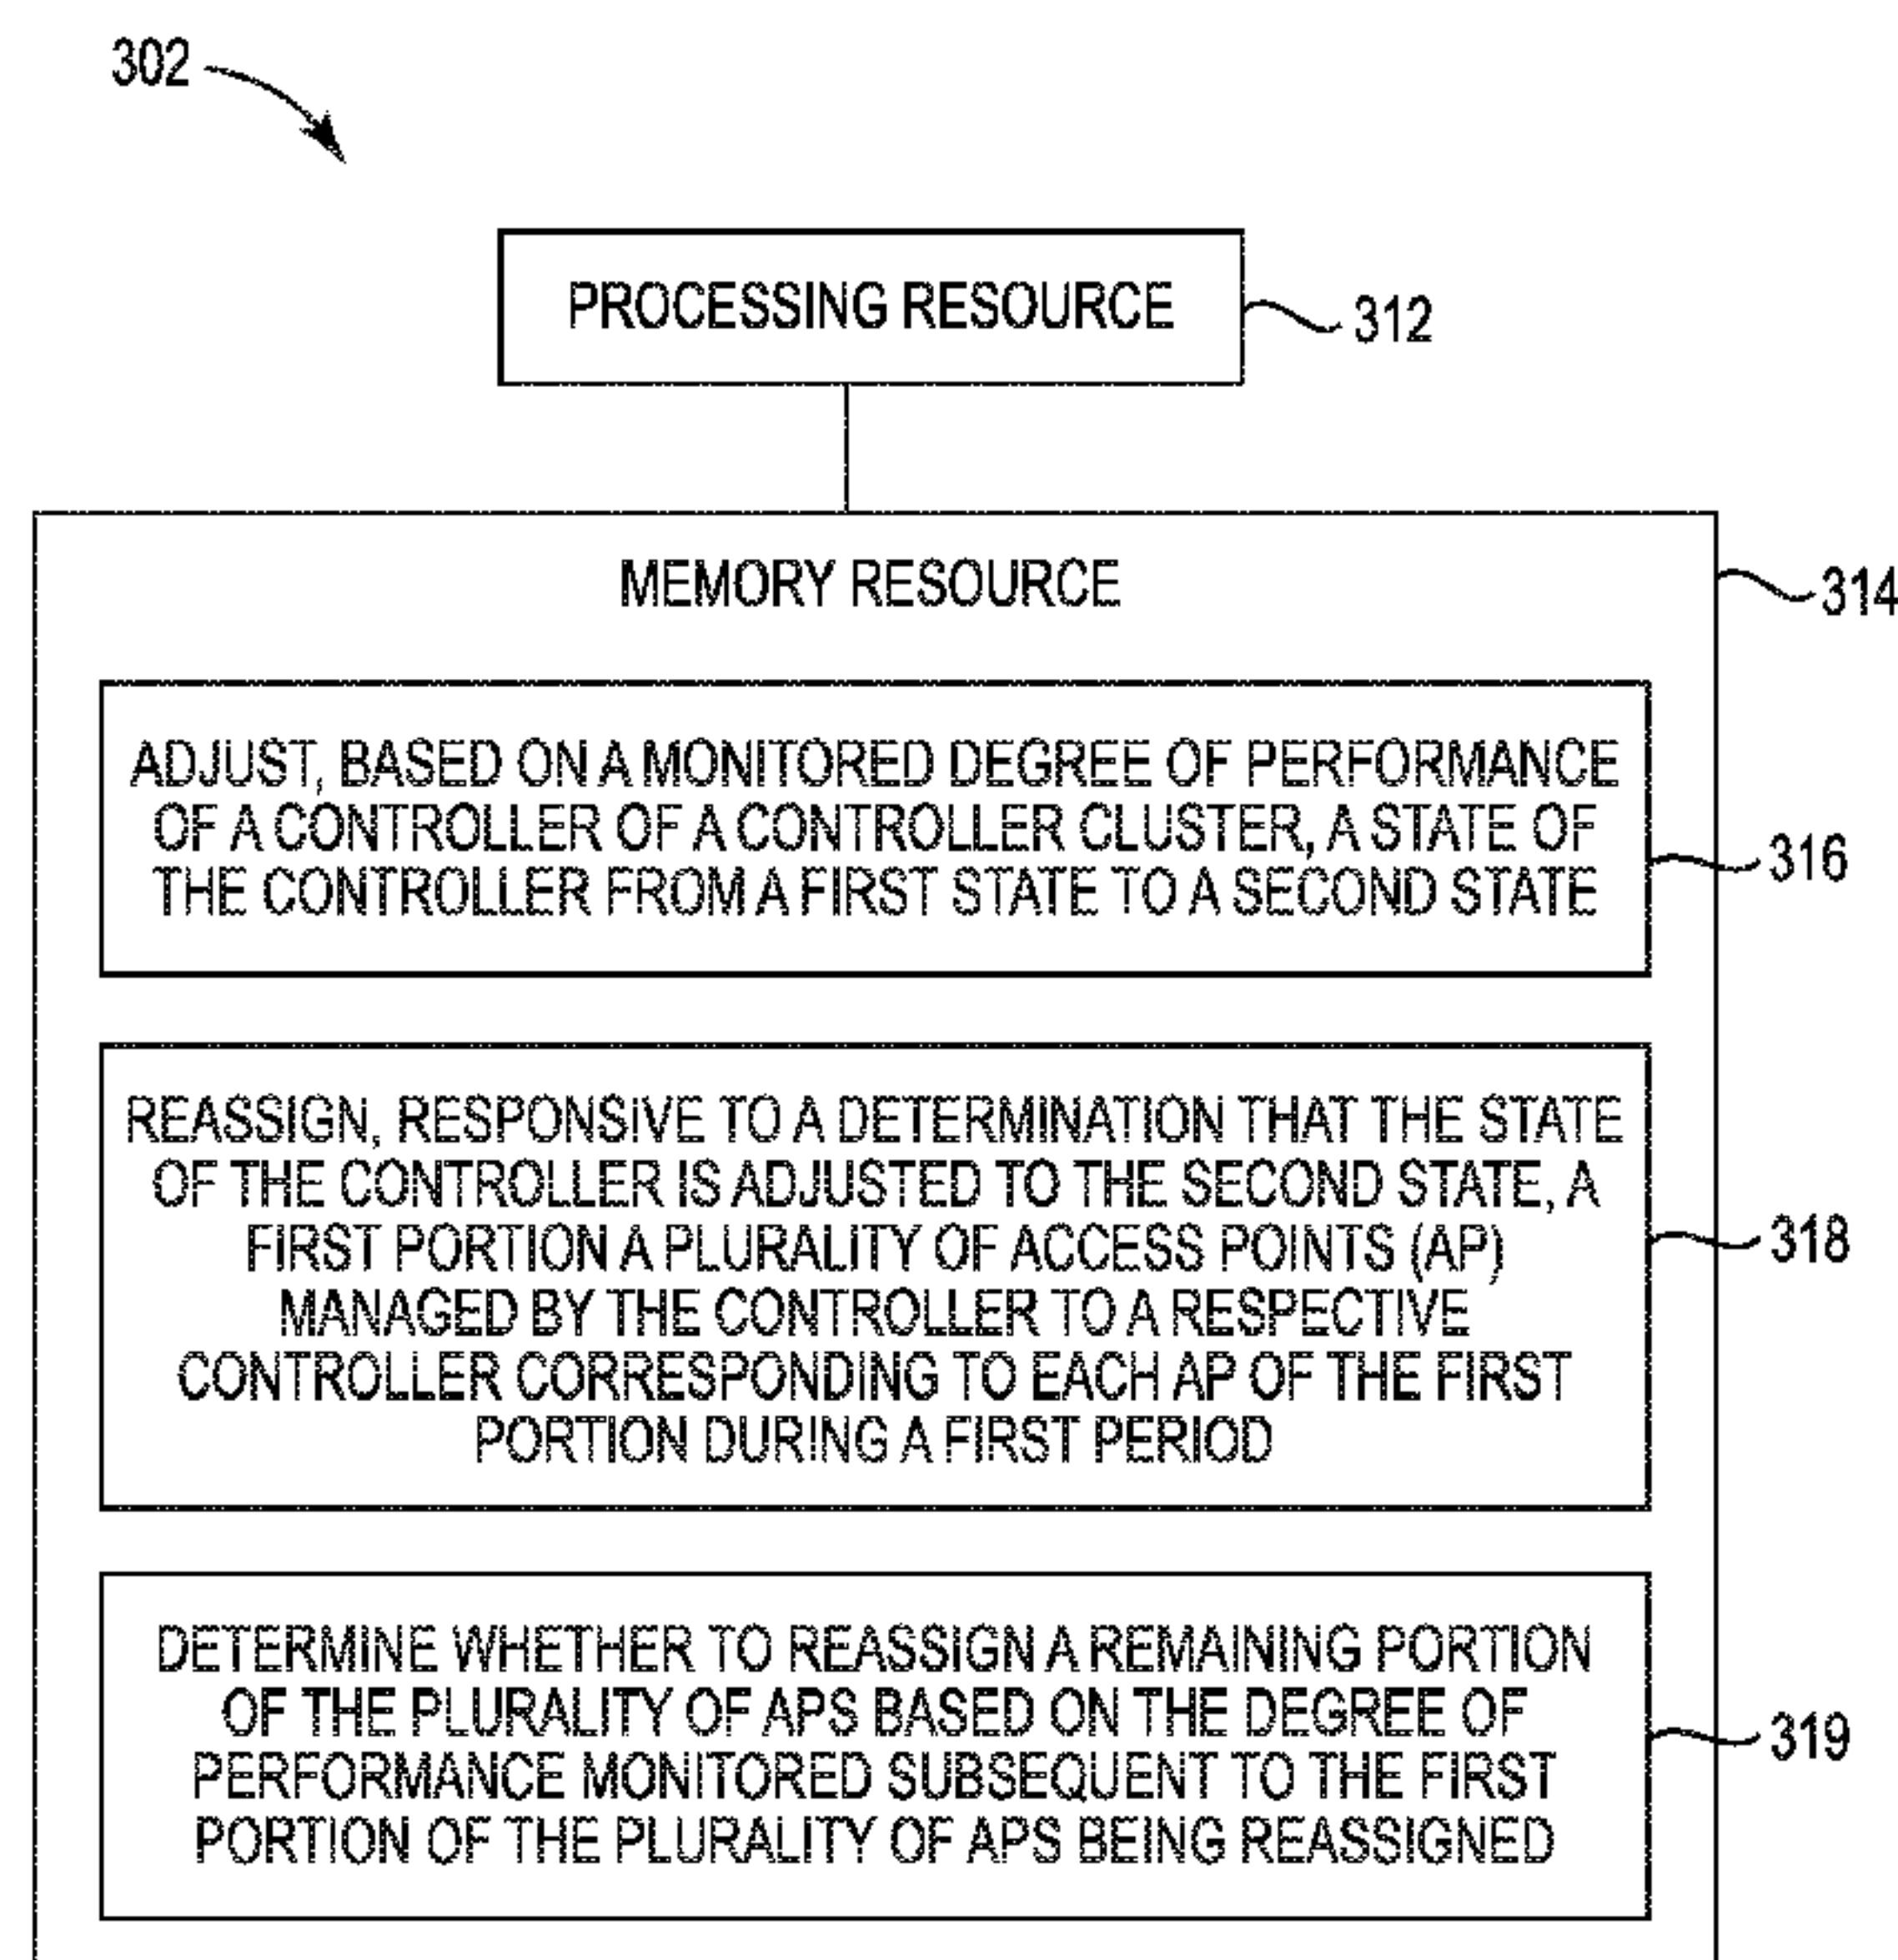 302
PROCESSING RESOURCE
312
MEMORY RESOURCE
314
ADJUST, BASED ON A MONITORED DEGREE OF PERFORMANCE
OF A CONTROLLER OF A CONTROLLER CLUSTER, A STATE OF
THE CONTROLLER FROM A FIRST STATE TO A SECOND STATE
316
REASSIGN, RESPONSIVE TO A DETERMINATION THAT THE STATE
OF THE CONTROLLER IS ADJUSTED TO THE SECOND STATE, A
FIRST PORTION A PLURALITY OF ACCESS POINTS (AP)
MANAGED BY THE CONTROLLER TO A RESPECTIVE
CONTROLLER CORRESPONDING TO EACH AP OF THE FIRST
PORTION DURING A FIRST PERIOD
318
DETERMINE WHETHER TO REASSIGN A REMAINING PORTION
OF THE PLURALITY OF APS BASED ON THE DEGREE OF
PERFORMANCE MONITORED SUBSEQUENT TO THE FIRST
PORTION OF THE PLURALITY OF APS BEING REASSIGNED
319